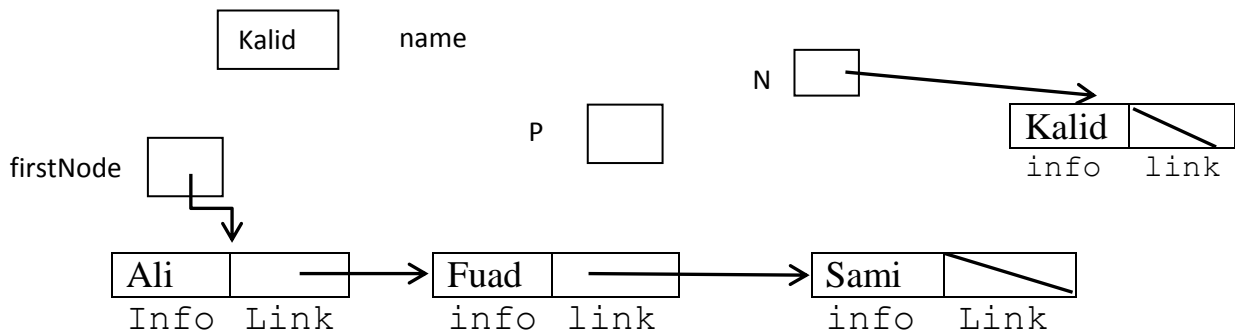 Kalid name
N
P
Kalid
info link
firstNode
Ali Fuad Sami
Info Link info link info Link